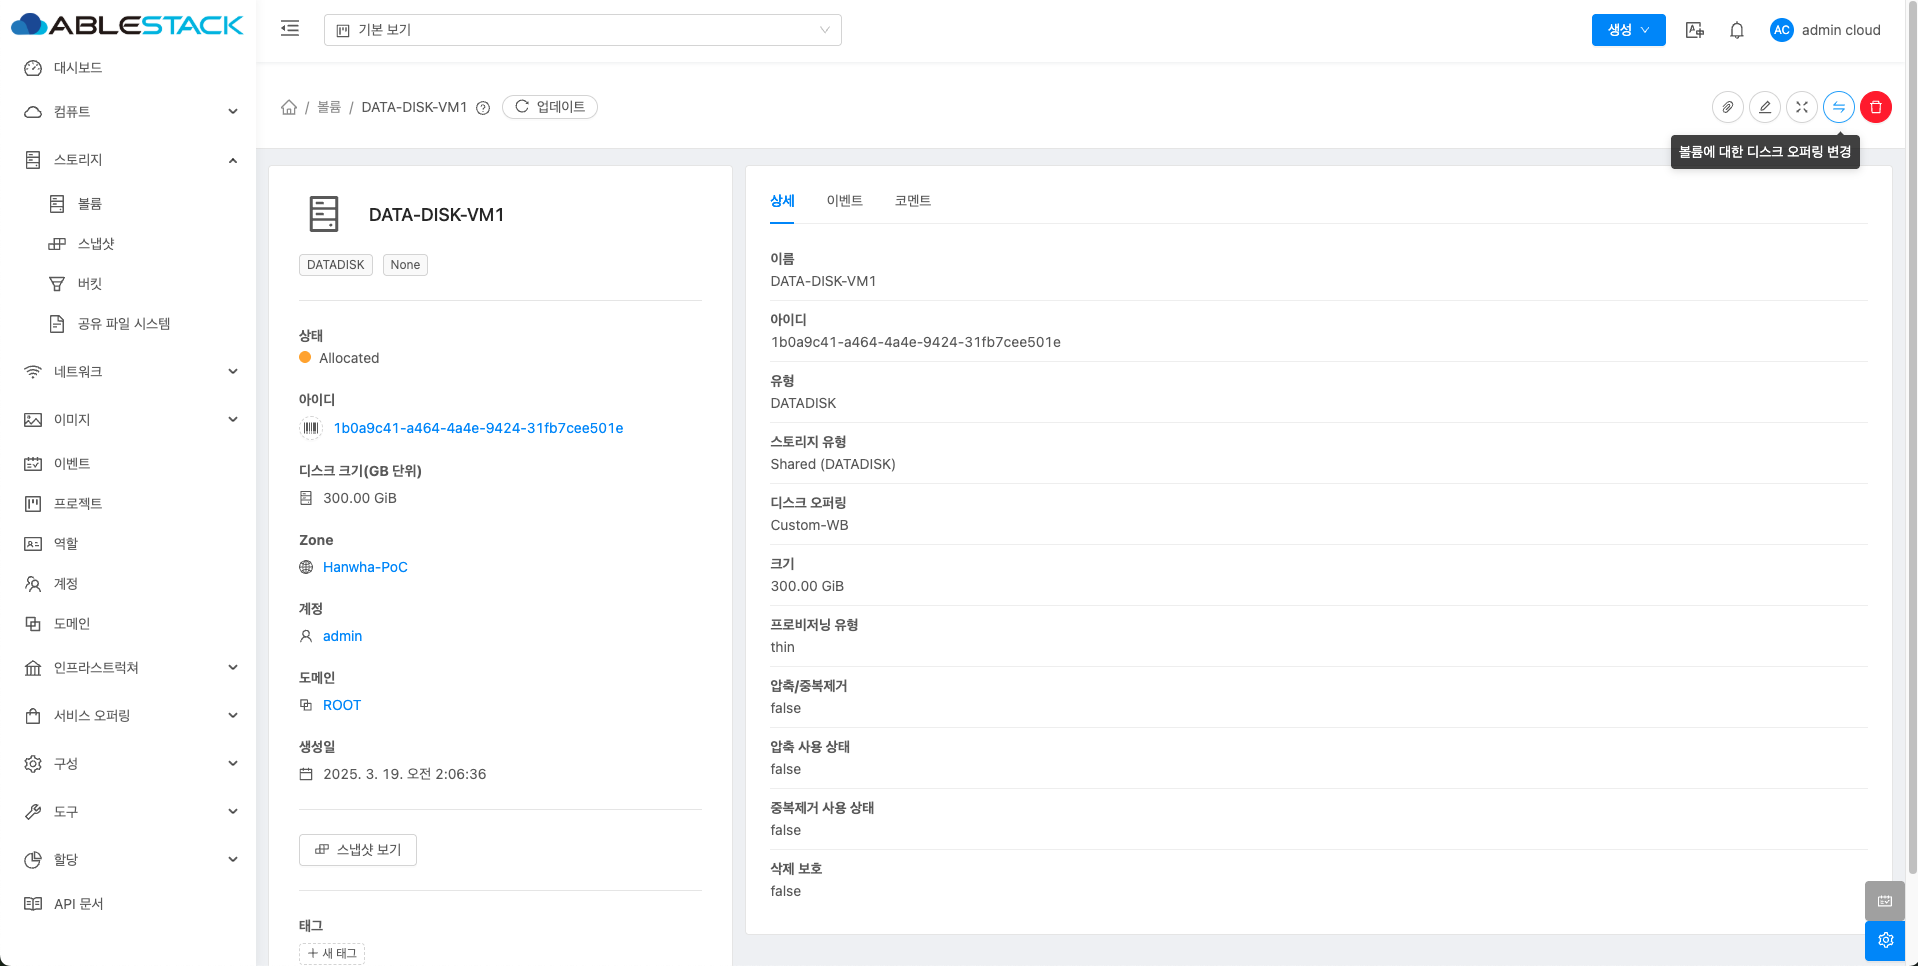 ABLESTACK
기본 보기
생성
AC
admin cloud
대시보드
컴퓨트
스토리지
볼륨
스냅샷
버킷
공유 파일 시스템
네트워크
이미지
이벤트
프로젝트
역할
계정
도메인
인프라스트럭쳐
서비스 오퍼링
구성
도구
할당
API 문서
/ 볼륨 / DATA-DISK-VM1
업데이트
볼륨에 대한 디스크 오퍼링 변경
DATA-DISK-VM1
DATADISK
None
상태
Allocated
아이디
1b0a9c41-a464-4a4e-9424-31fb7cee501e
디스크 크기(GB 단위)
300.00 GiB
Zone
Hanwha-PoC
계정
admin
도메인
ROOT
생성일
2025. 3. 19. 오전 2:06:36
스냅샷 보기
태그
+ 새 태그
상세
이벤트
코멘트
이름
DATA-DISK-VM1
아이디
1b0a9c41-a464-4a4e-9424-31fb7cee501e
유형
DATADISK
스토리지 유형
Shared (DATADISK)
디스크 오퍼링
Custom-WB
크기
300.00 GiB
프로비저닝 유형
thin
압축/중복제거
false
압축 사용 상태
false
중복제거 사용 상태
false
삭제 보호
false